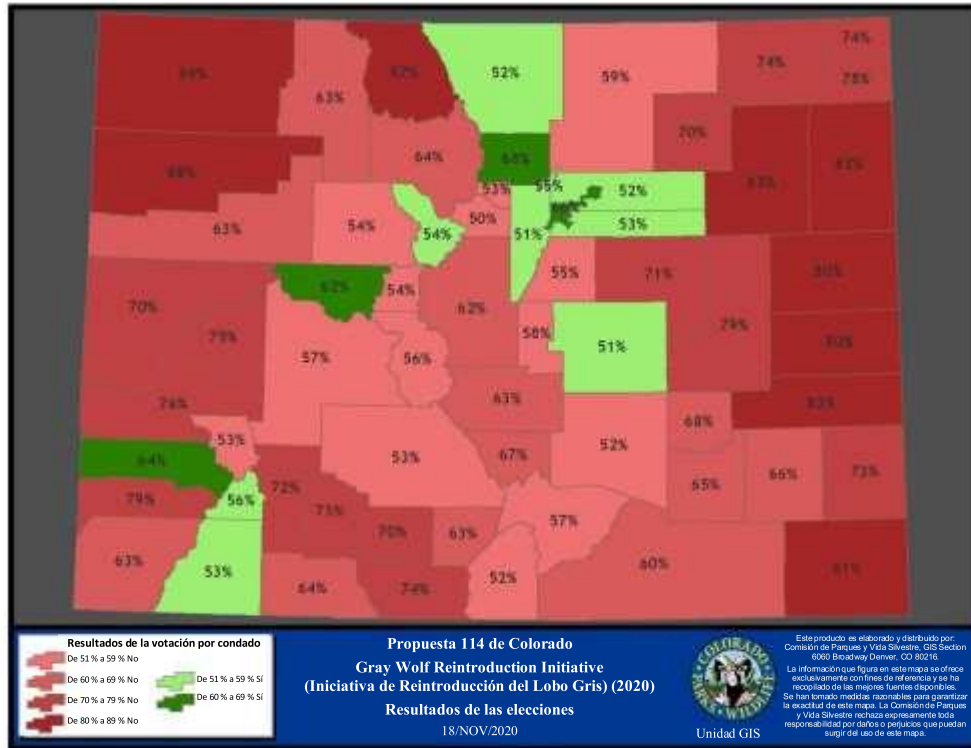 74%
52%
59%
74%
78%
63%
70%
64%
53%
55%
52%
50%
53%
63%
54%
54%
51%
55%
71%
70%
62%
54%
62%
79%
58%
51%
57%
56%
63%
68%
53%
52%
53%
67%
66%
73%
64%
65%
72%
79%
56%
57%
70%
63%
63%
53%
60%
52%
64%
74%
Resultados de la votación por condado
De 51 % a 59 % No
De 60 % a 69 % No
De 70 % a 79 % No
De 80 % a 89 % No
De 51 % a 59 % Sí
De 60 % a 69 % Sí
Propuesta 114 de Colorado
Gray Wolf Reintroduction Initiative
(Iniciativa de Reintroducción del Lobo Gris) (2020)
Resultados de las elecciones
18/NOV/2020
COLORADO
PARKS & WILDLIFE
Unidad GIS
Este producto es elaborado y distribuido por:
Comisión de Parques y Vida Silvestre, GIS Section
6060 Broadway Denver, CO 80216.
La información que figura en este mapa se ofrece
exclusivamente con fines de referencia y se ha
recopilado de las mejores fuentes disponibles.
Se han tomado medidas razonables para garantizar
la exactitud de este mapa. La Comisión de Parques
y Vida Silvestre rechaza expresamente toda
responsabilidad por daños o perjuicios que puedan
surgir del uso de este mapa.